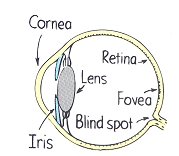 Cornea
Retina
Lens
Fovea
Blind spot
Iris